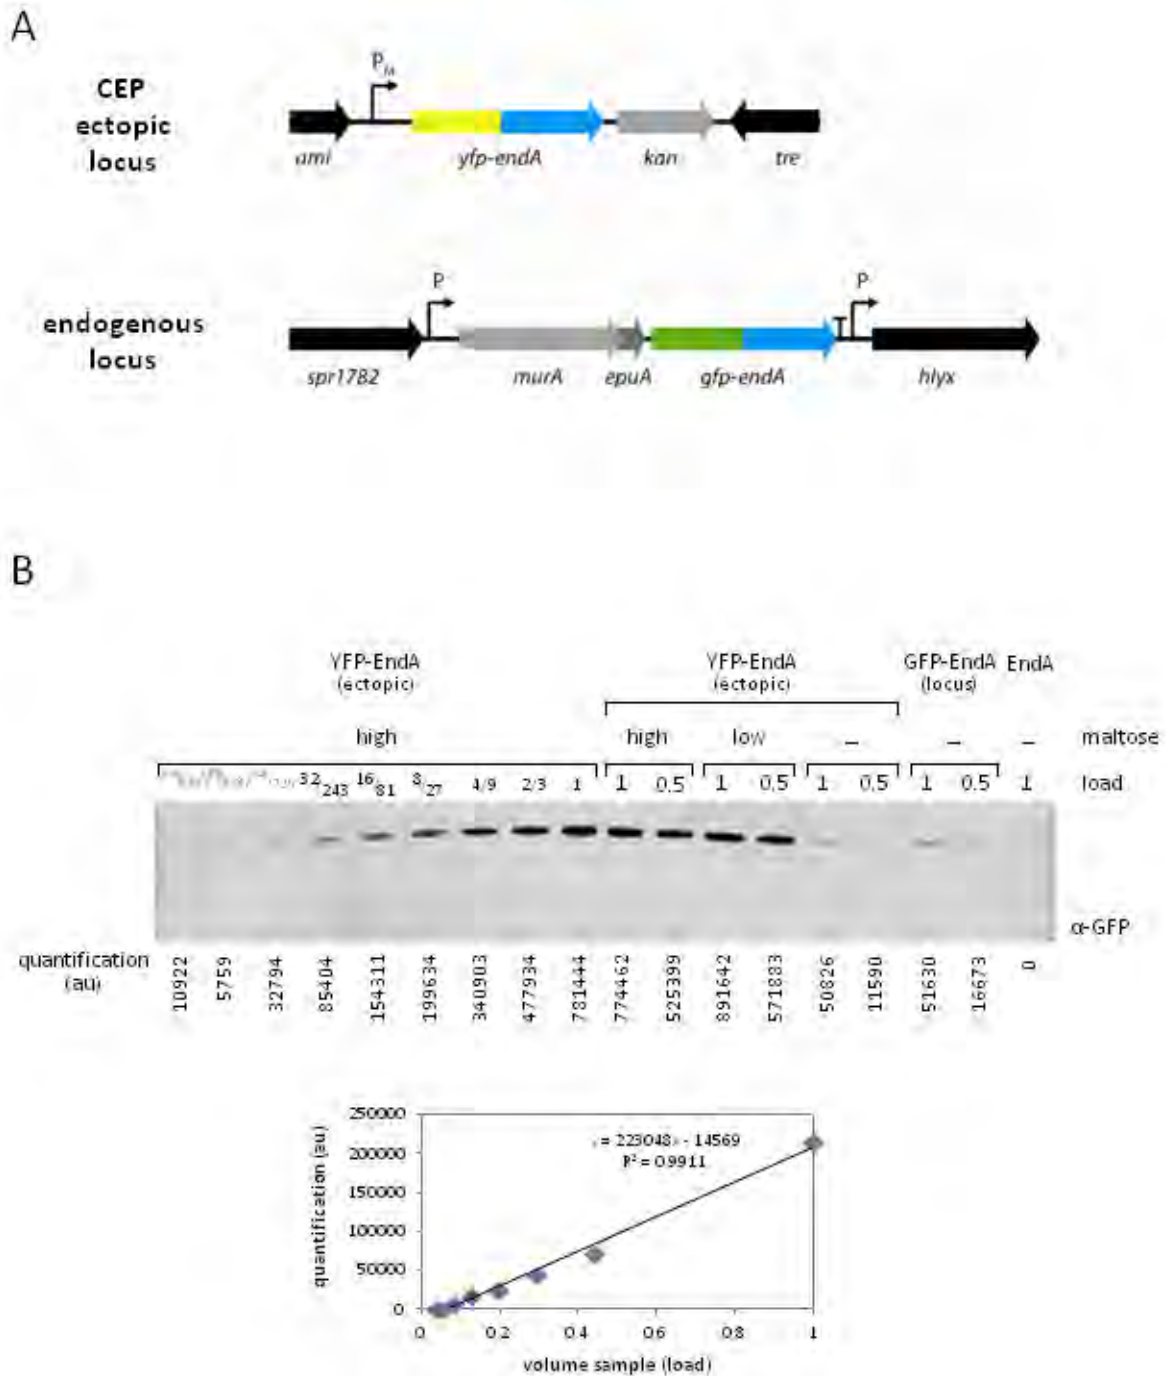 A
CEP
ectopic
locus
P
ami
yfp-endA
kan
tre
endogenous
locus
P
P
T
spr1782
murA
epuA
gfp-endA
hlyx
B
YFP-EndA
(ectopic)
YFP-EndA
(ectopic)
GFP-EndA
(locus)
EndA
high
high
low
–
–
–
maltose
32/243
16/81
8/27
4/9
2/3
1
1
0.5
1
0.5
1
0.5
1
0.5
1
load
α-GFP
quantification
(au)
10922
5759
32794
85404
154311
199634
340903
477934
781444
774462
525399
891642
571883
50826
11590
51630
16673
0
quantification (au)
250000
200000
150000
100000
50000
0
= 223048 - 14569
R² = 0.9911
0
0.2
0.4
0.6
0.8
1
volume sample (load)